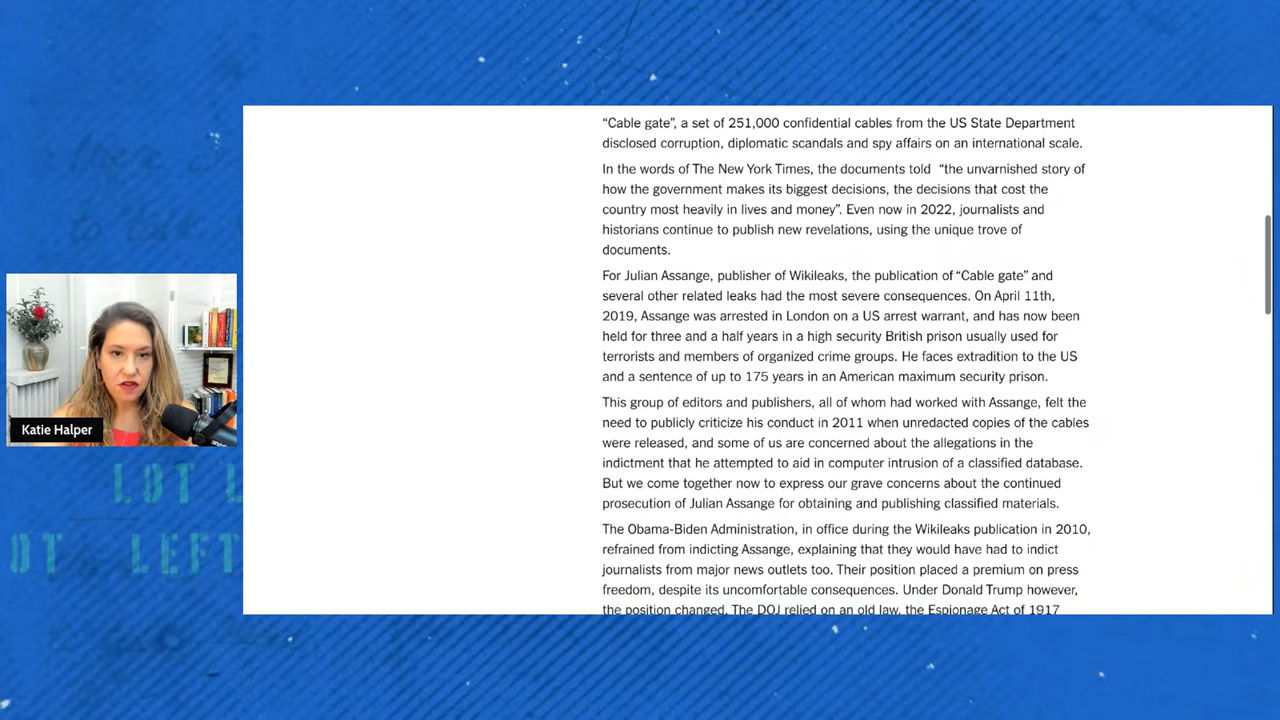 “Cable gate”, a set of 251,000 confidential cables from the US State Department
disclosed corruption, diplomatic scandals and spy affairs on an international scale.
In the words of The New York Times, the documents told “the unvarnished story of
how the government makes its biggest decisions, the decisions that cost the
country most heavily in lives and money”. Even now in 2022, journalists and
historians continue to publish new revelations, using the unique trove of
documents.
For Julian Assange, publisher of Wikileaks, the publication of “Cable gate” and
several other related leaks had the most severe consequences. On April 11th,
2019, Assange was arrested in London on a US arrest warrant, and has now been
held for three and a half years in a high security British prison usually used for
terrorists and members of organized crime groups. He faces extradition to the US
and a sentence of up to 175 years in an American maximum security prison.
This group of editors and publishers, all of whom had worked with Assange, felt the
need to publicly criticize his conduct in 2011 when unredacted copies of the cables
were released, and some of us are concerned about the allegations in the
indictment that he attempted to aid in computer intrusion of a classified database.
But we come together now to express our grave concerns about the continued
prosecution of Julian Assange for obtaining and publishing classified materials.
The Obama-Biden Administration, in office during the Wikileaks publication in 2010,
refrained from indicting Assange, explaining that they would have had to indict
journalists from major news outlets too. Their position placed a premium on press
freedom, despite its uncomfortable consequences. Under Donald Trump however,
the position changed. The DOJ relied on an old law, the Espionage Act of 1917
Katie Halper
LOT L
OT LEFT